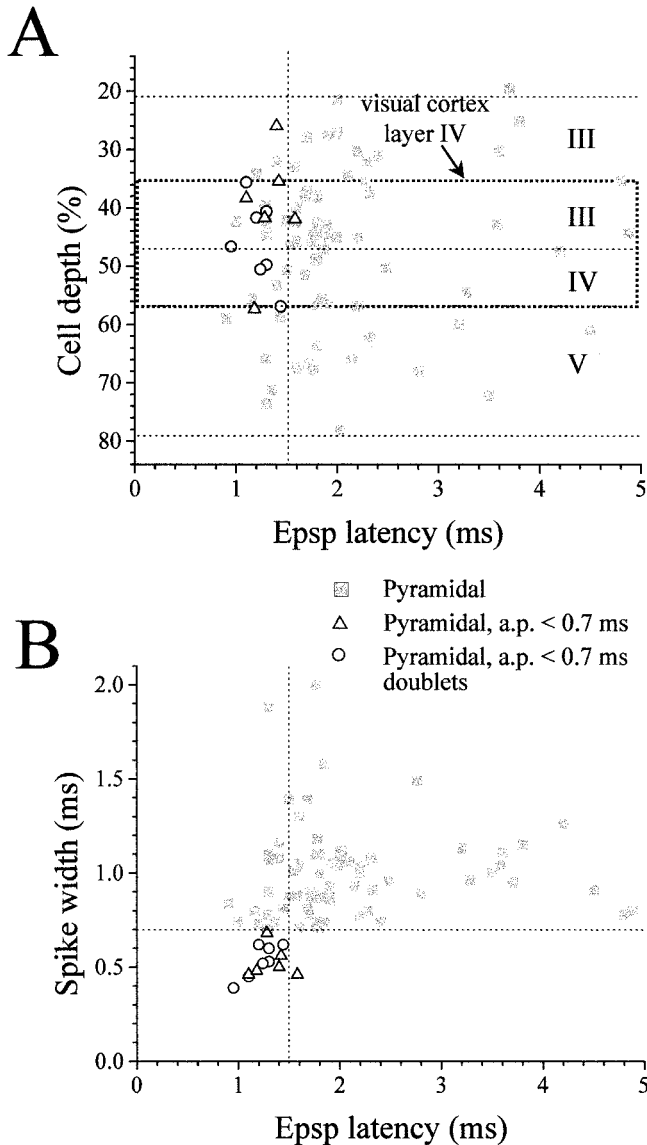 A
visual cortex
layer IV
20
30
40
50
60
70
80
Cell depth (%)
III
III
IV
V
0 1 2 3 4 5
Epsp latency (ms)
Pyramidal
Pyramidal, a.p. < 0.7 ms
Pyramidal, a.p. < 0.7 ms
doublets
B
2.0
1.5
1.0
0.5
0.0
Spike width (ms)
0 1 2 3 4 5
Epsp latency (ms)